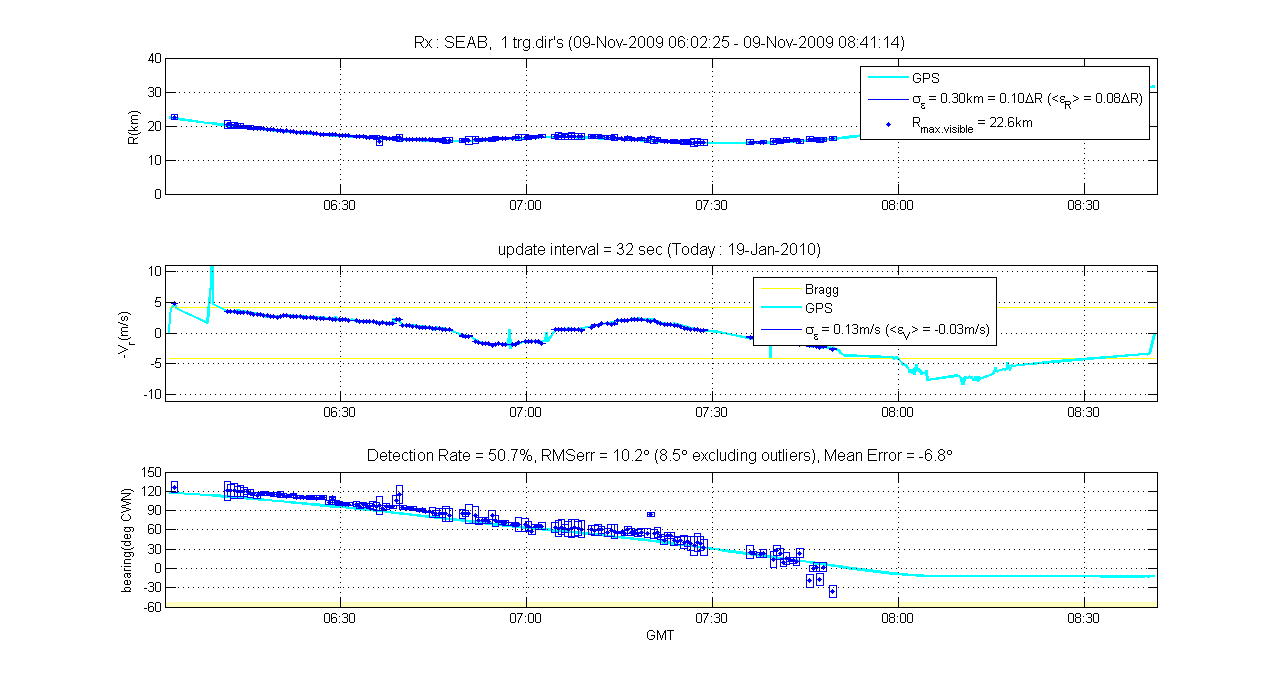 Rx : SEAB, 1 trg.dir's (09-Nov-2009 06:02:25 - 09-Nov-2009 08:41:14)
40
30
20
10
0
R(km)
GPS
σε = 0.30km = 0.10ΔR (<εR> = 0.08ΔR)
Rmax.visible = 22.6km
06:30 07:00 07:30 08:00 08:30
update interval = 32 sec (Today : 19-Jan-2010)
10
5
0
-5
-10
-Vr(m/s)
Bragg
GPS
σε = 0.13m/s (<εV> = -0.03m/s)
06:30 07:00 07:30 08:00 08:30
Detection Rate = 50.7%, RMSerr = 10.2° (8.5° excluding outliers), Mean Error = -6.8°
150
120
90
60
30
0
-30
-60
bearing(deg CWN)
06:30 07:00 07:30 08:00 08:30
GMT